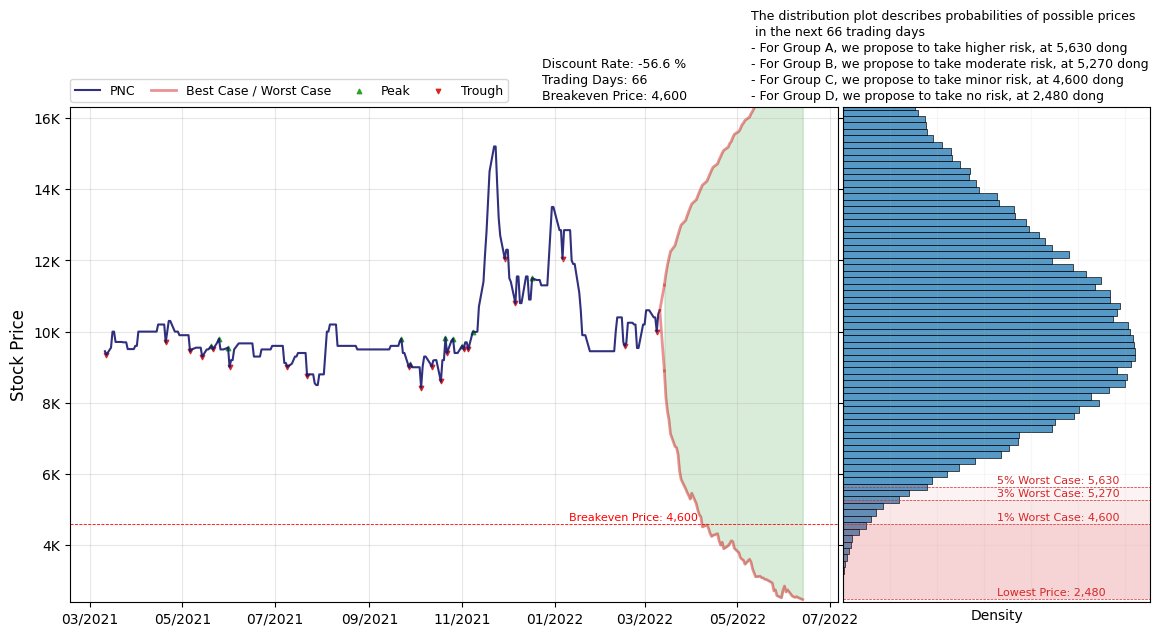 The distribution plot describes probabilities of possible prices
in the next 66 trading days
- For Group A, we propose to take higher risk, at 5,630 dong
- For Group B, we propose to take moderate risk, at 5,270 dong
- For Group C, we propose to take minor risk, at 4,600 dong
- For Group D, we propose to take no risk, at 2,480 dong
Discount Rate: -56.6 %
Trading Days: 66
Breakeven Price: 4,600
PNC
Best Case / Worst Case
Peak
Trough
Stock Price
16K
14K
12K
10K
8K
6K
4K
Breakeven Price: 4,600
5% Worst Case: 5,630
3% Worst Case: 5,270
1% Worst Case: 4,600
Lowest Price: 2,480
03/2021
05/2021
07/2021
09/2021
11/2021
01/2022
03/2022
05/2022
07/2022
Density